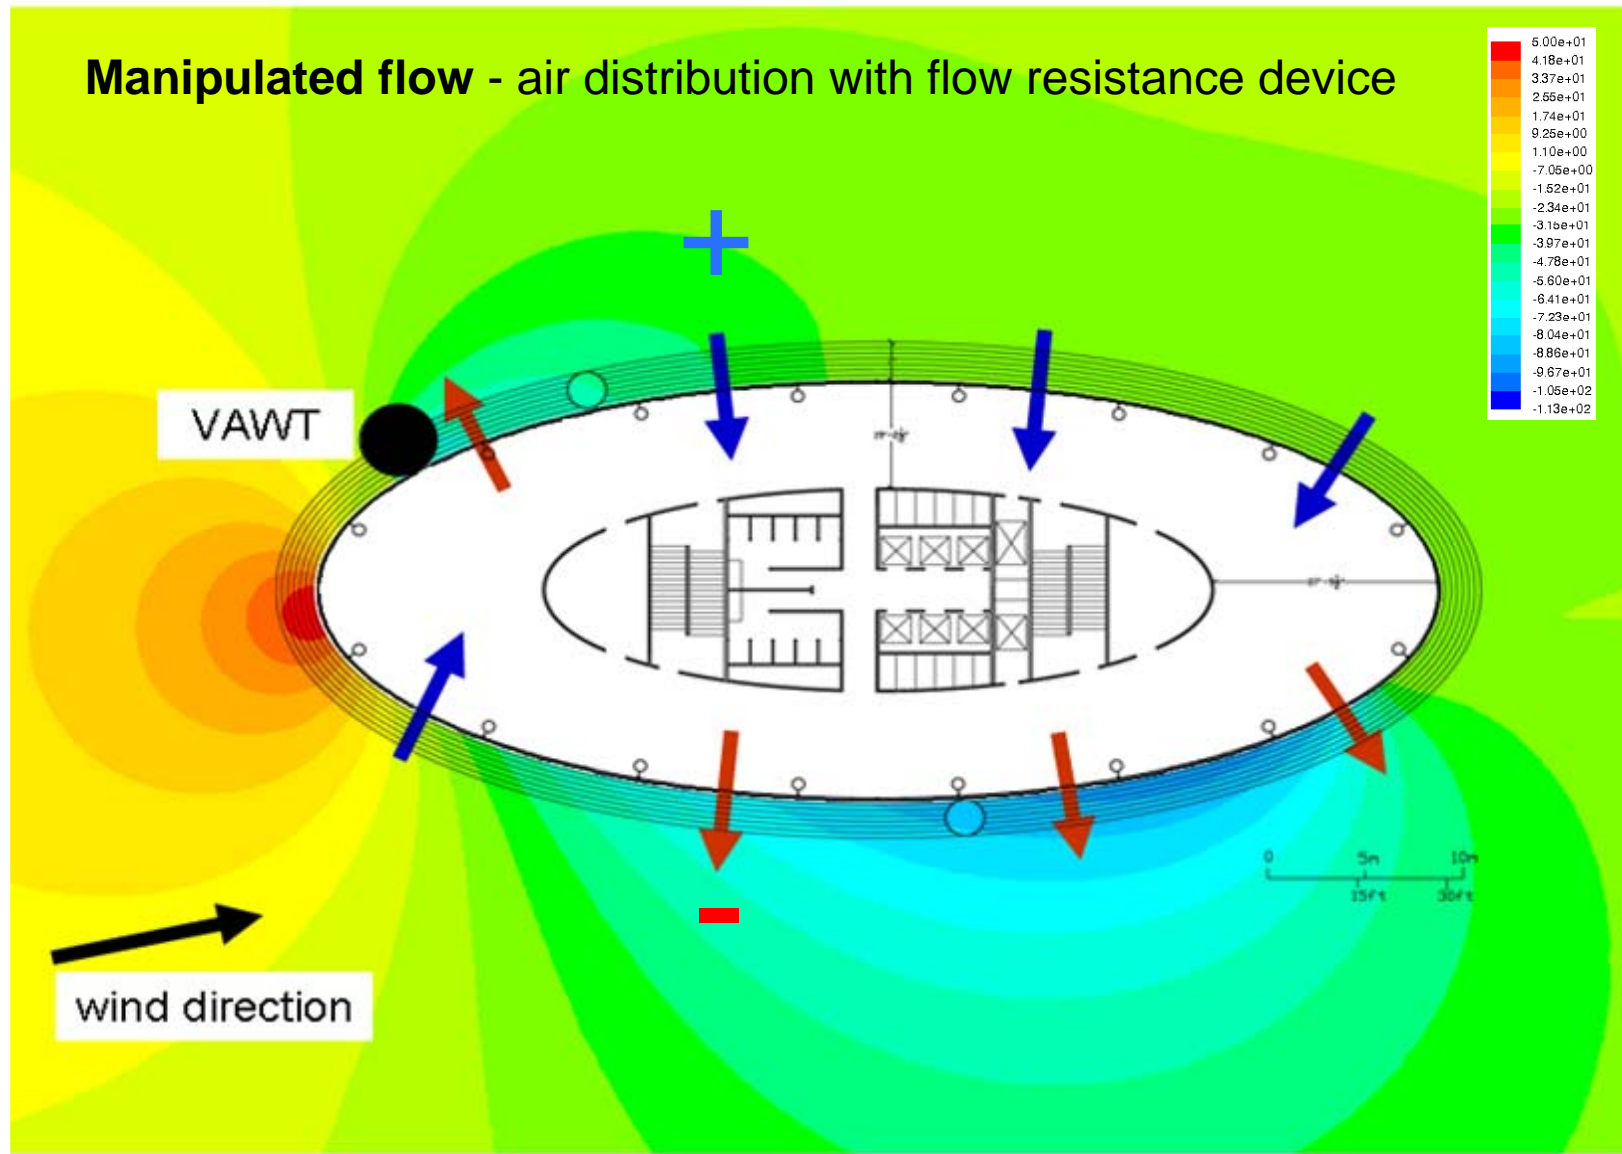 Manipulated flow - air distribution with flow resistance device
5.00e+01
4.18e+01
3.37e+01
2.55e+01
1.74e+01
9.25e+00
1.10e+00
-7.05e+00
-1.52e+01
-2.34e+01
-3.15e+01
-3.97e+01
-4.78e+01
-5.60e+01
-6.41e+01
-7.23e+01
-8.04e+01
-8.86e+01
-9.67e+01
-1.05e+02
-1.13e+02
+
VAWT
-
0 5m 10m
15ft 30ft
wind direction